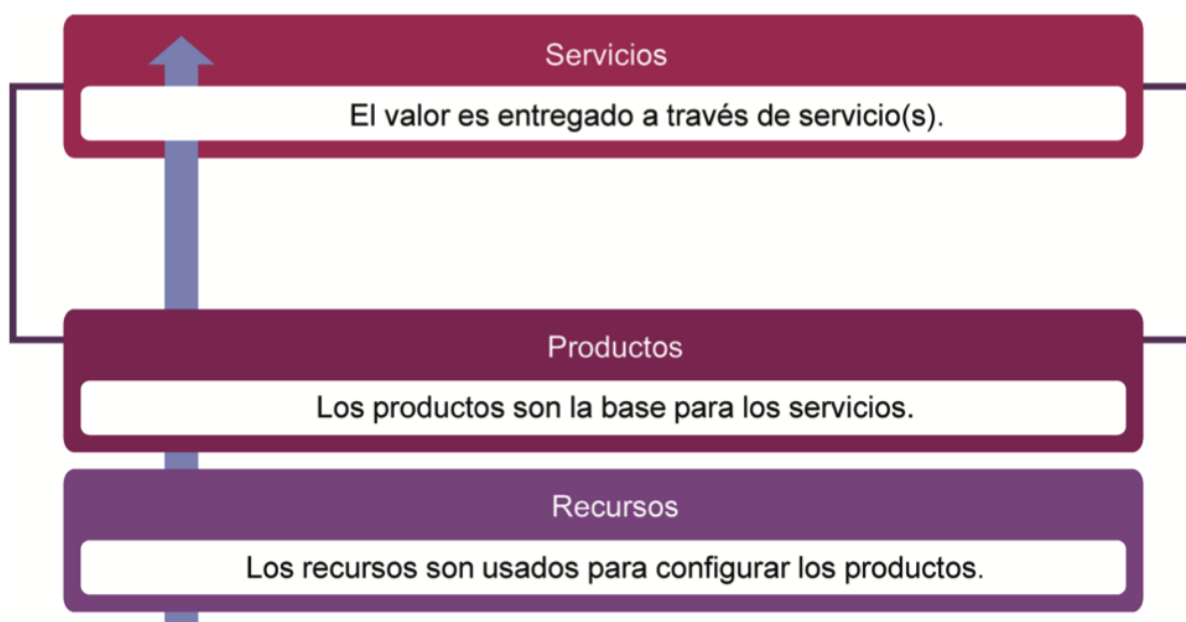 Servicios
El valor es entregado a través de servicio(s).
Productos
Los productos son la base para los servicios.
Recursos
Los recursos son usados para configurar los productos.